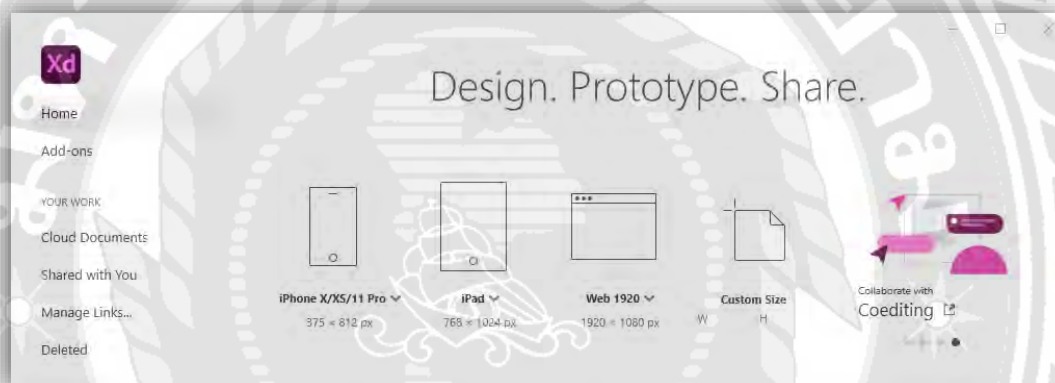 Xd
Design. Prototype. Share.
Home
Add-ons
YOUR WORK
Cloud Documents
Shared with You
Manage Links...
Deleted
iPhone X/XS/11 Pro
375 × 812 px
iPad
768 × 1024 px
Web 1920
1920 × 1080 px
Custom Size
W H
Collaborate with
Coediting